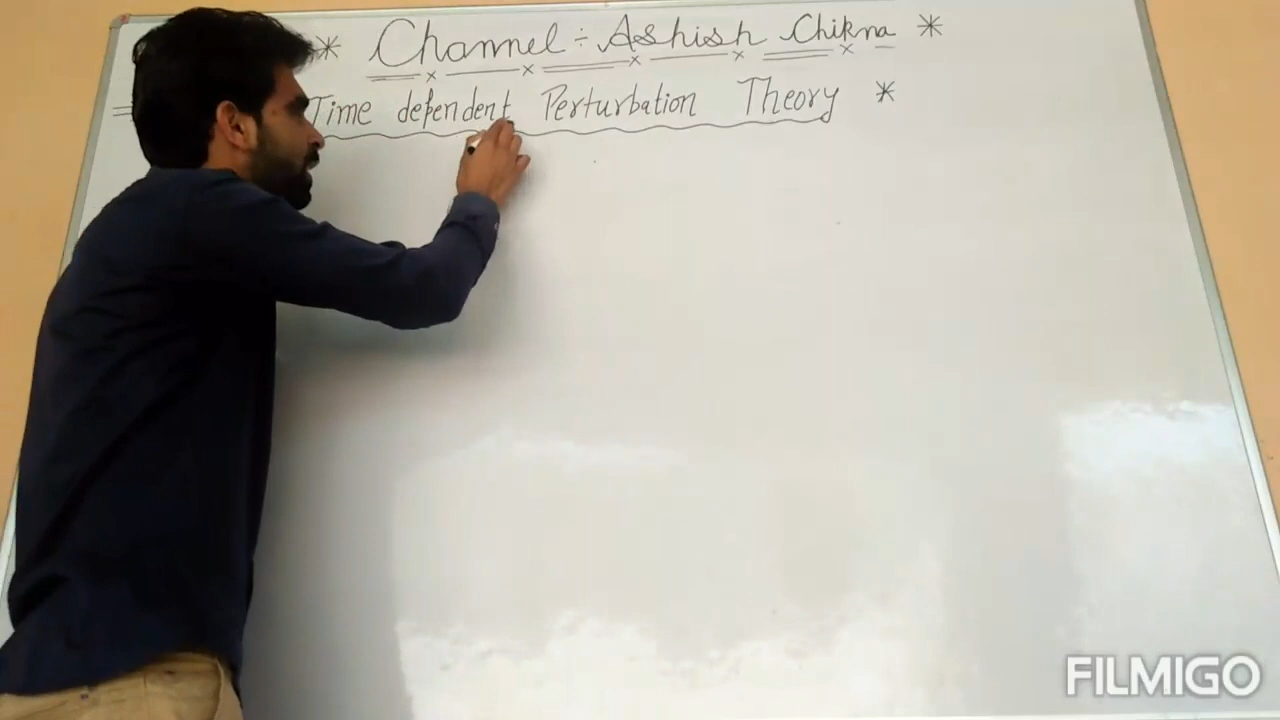 * Channel ÷ Ashish Chikna *
Time dependent Perturbation Theory *
FILMIGO